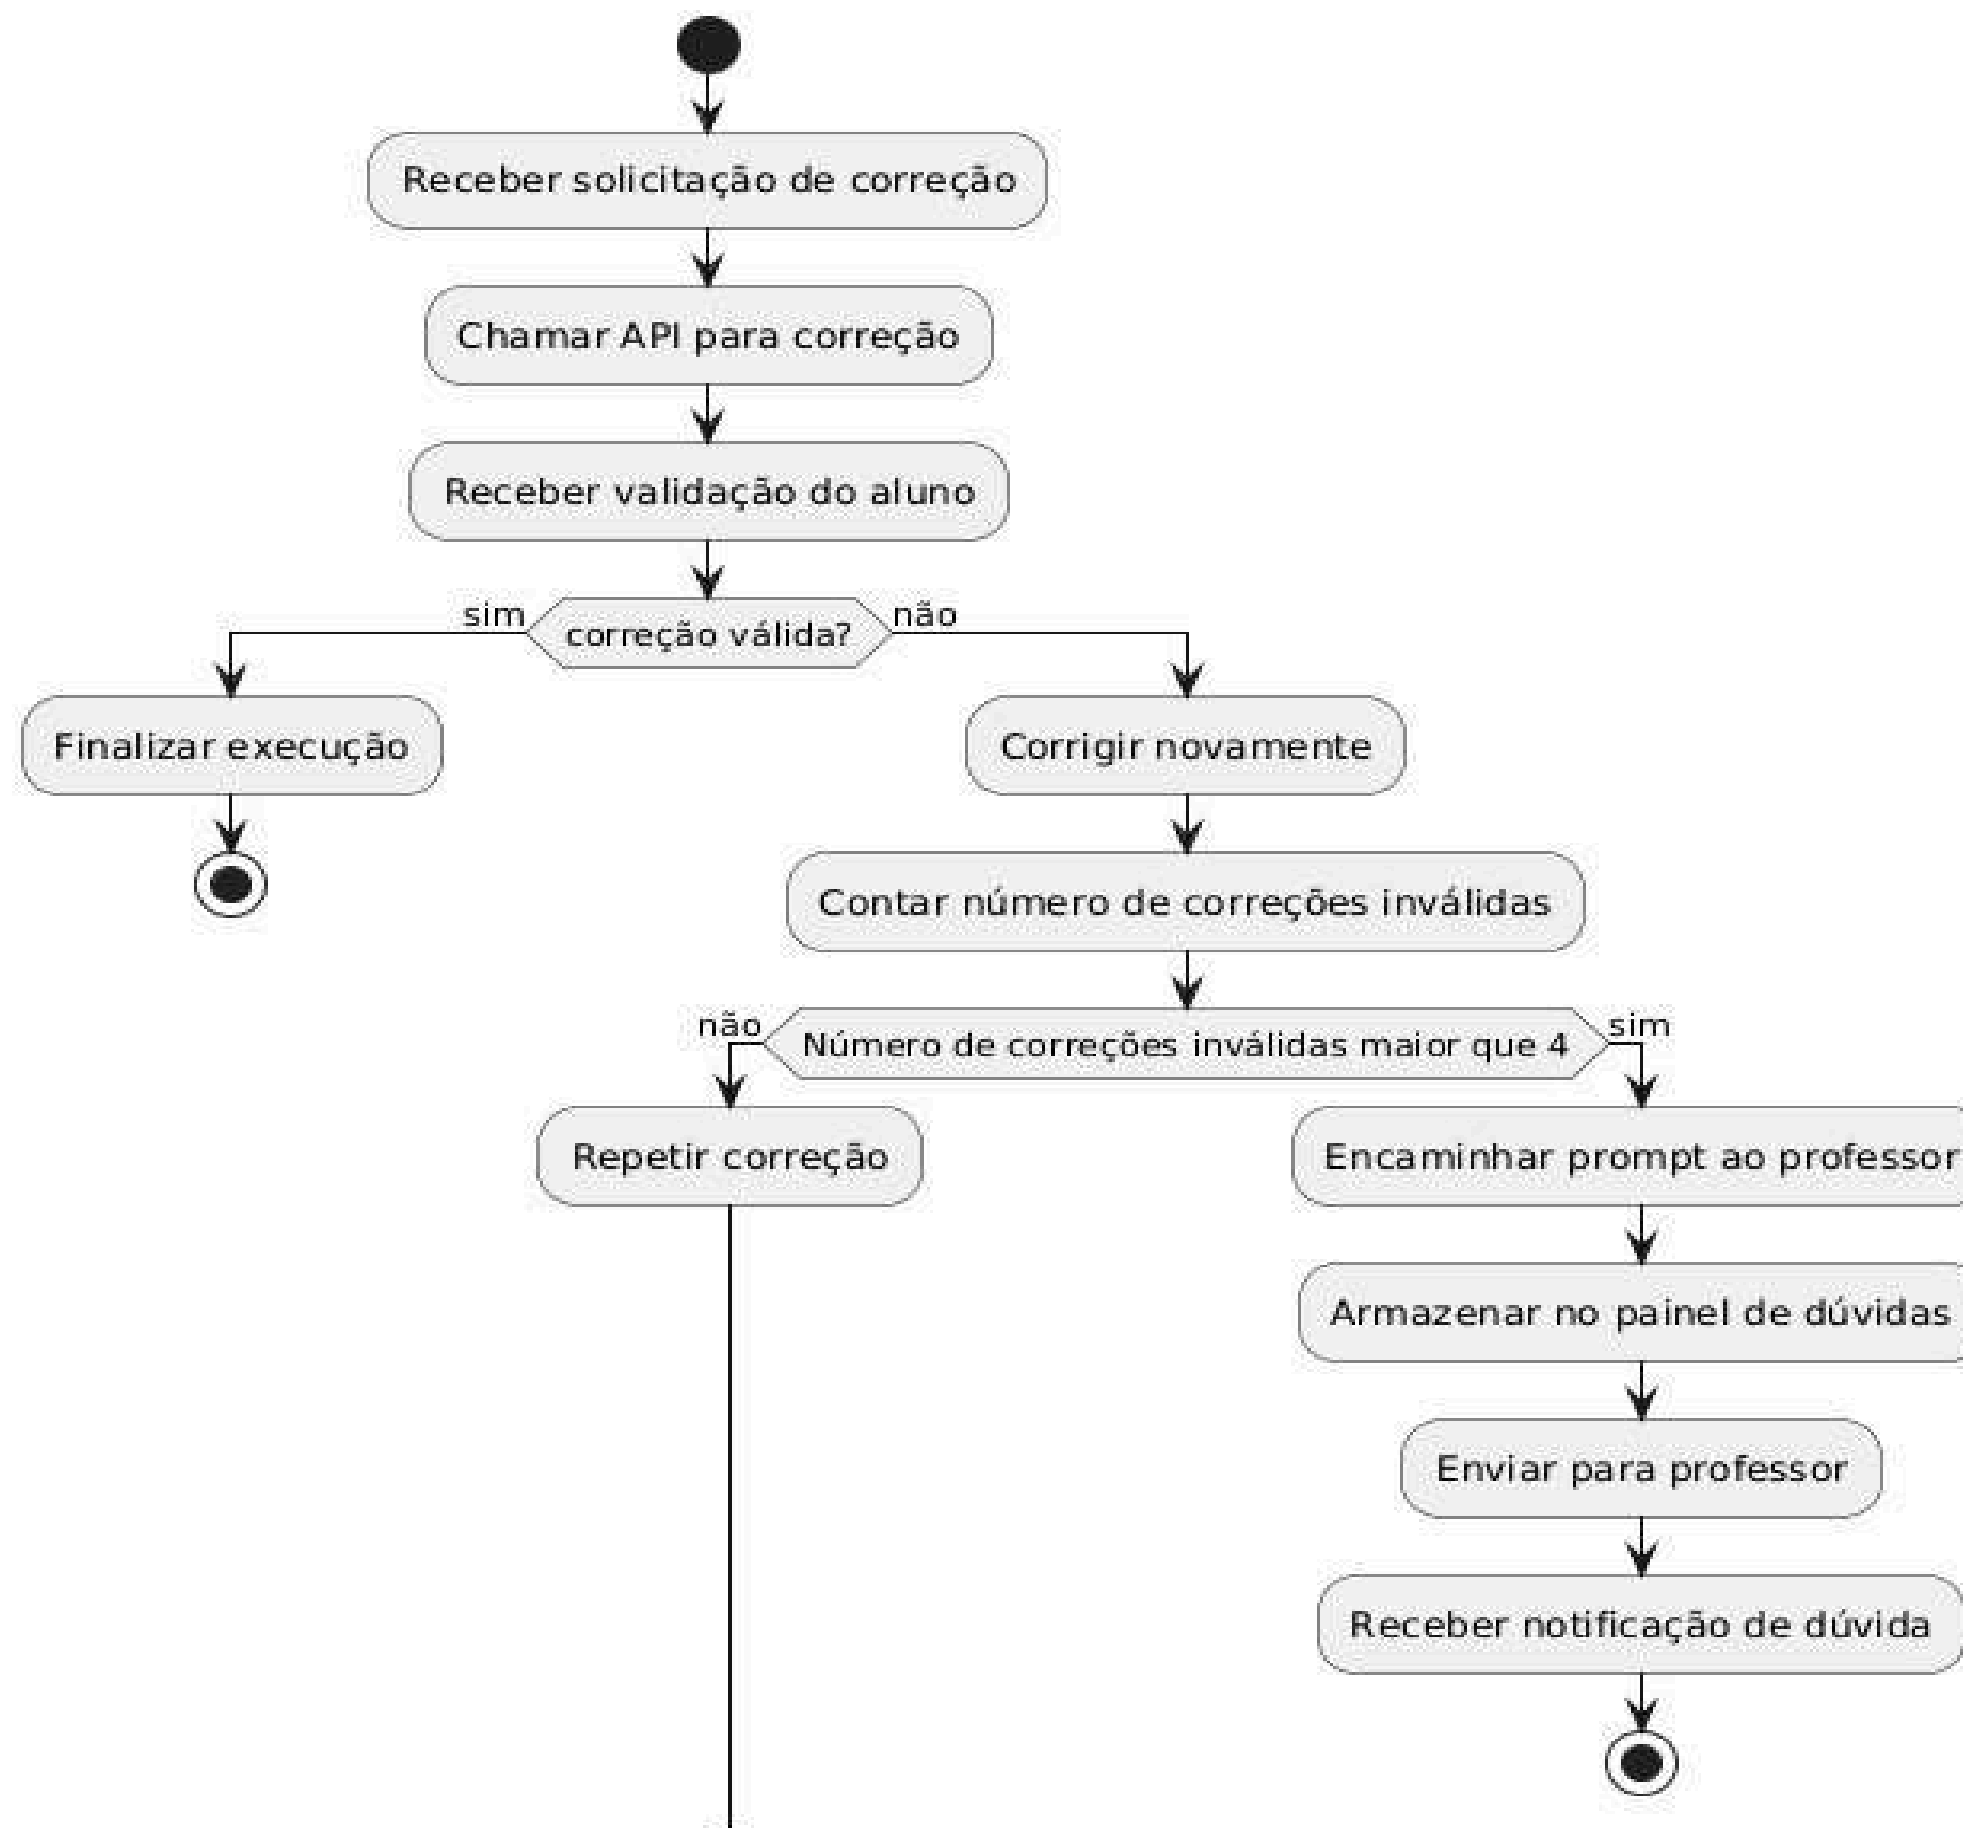 Receber solicitação de correção
Chamar API para correção
Receber validação do aluno
sim
correção válida?
não
Finalizar execução
Corrigir novamente
Contar número de correções inválidas
não
Número de correções inválidas maior que 4
sim
Repetir correção
Encaminhar prompt ao professor
Armazenar no painel de dúvidas
Enviar para professor
Receber notificação de dúvida